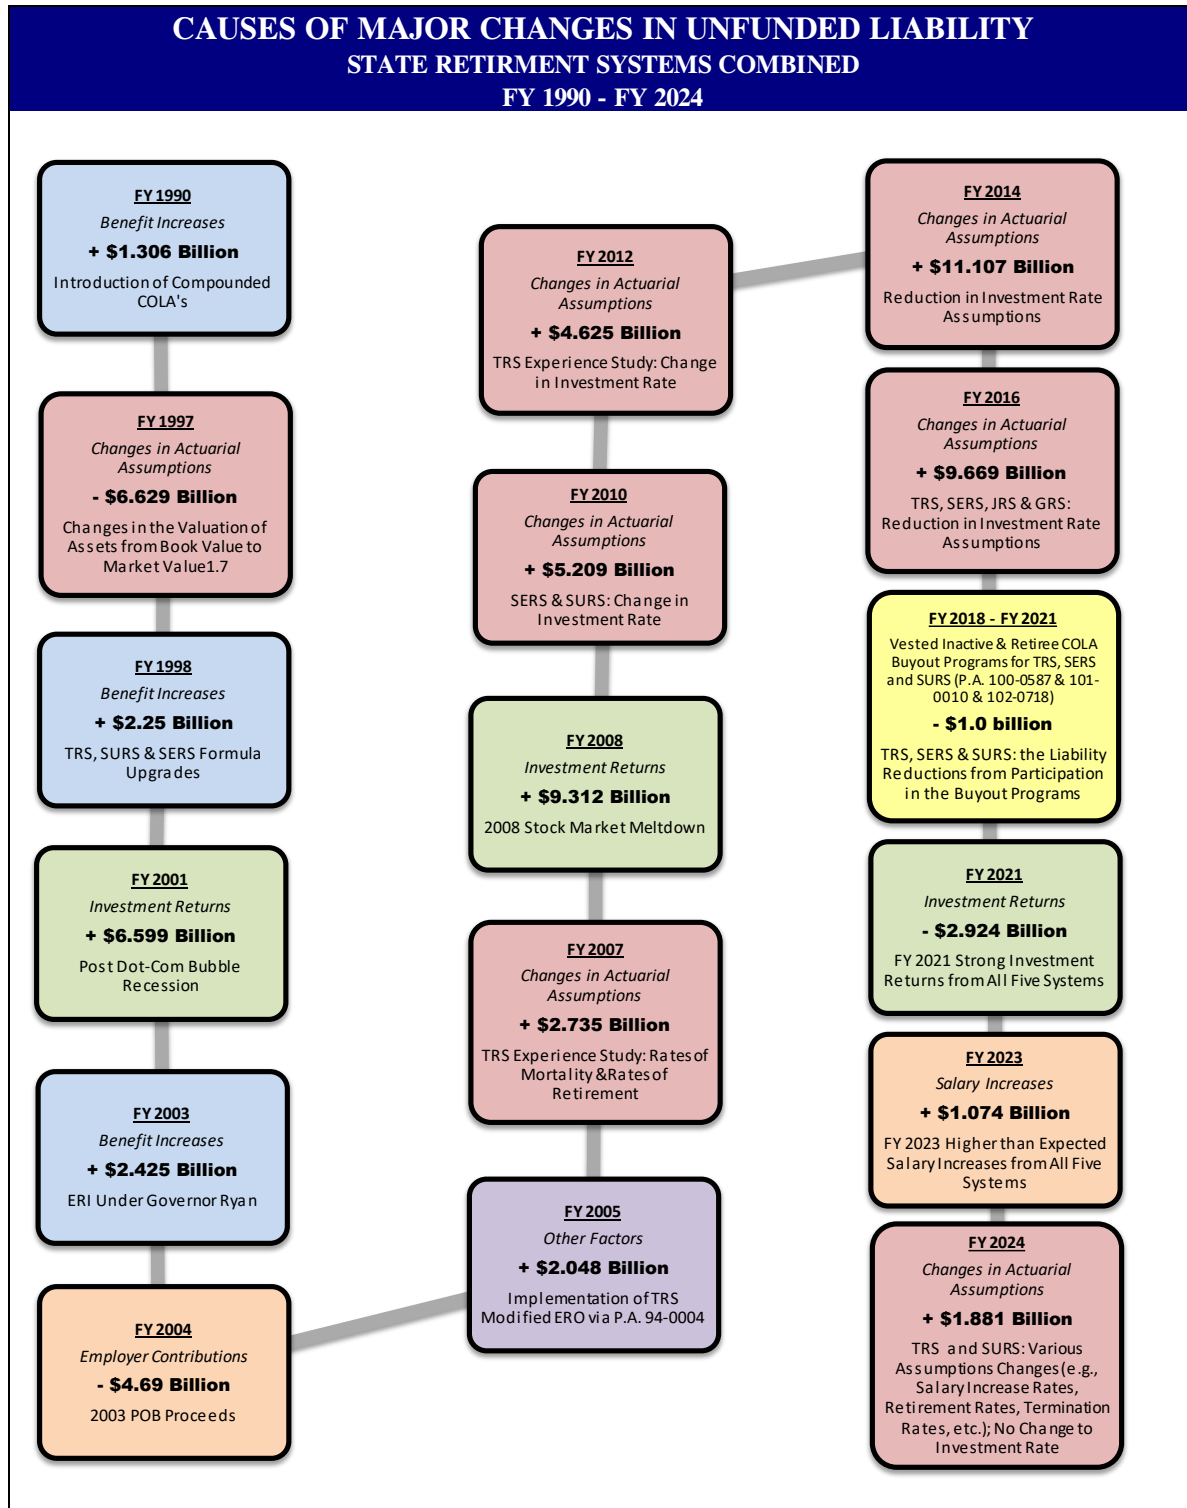 CAUSES OF MAJOR CHANGES IN UNFUNDED LIABILITY
STATE RETIRMENT SYSTEMS COMBINED
FY 1990 - FY 2024
FY 1990
Benefit Increases
+ $1.306 Billion
Introduction of Compounded
COLA's
FY 1997
Changes in Actuarial
Assumptions
- $6.629 Billion
Changes in the Valuation of
Assets from Book Value to
Market Value1.7
FY 1998
Benefit Increases
+ $2.25 Billion
TRS, SURS & SERS Formula
Upgrades
FY 2001
Investment Returns
+ $6.599 Billion
Post Dot-Com Bubble
Recession
FY 2003
Benefit Increases
+ $2.425 Billion
ERI Under Governor Ryan
FY 2004
Employer Contributions
- $4.69 Billion
2003 POB Proceeds
FY 2005
Other Factors
+ $2.048 Billion
Implementation of TRS
Modified ERO via P.A. 94-0004
FY 2007
Changes in Actuarial
Assumptions
+ $2.735 Billion
TRS Experience Study: Rates of
Mortality &Rates of
Retirement
FY 2008
Investment Returns
+ $9.312 Billion
2008 Stock Market Meltdown
FY 2010
Changes in Actuarial
Assumptions
+ $5.209 Billion
SERS & SURS: Change in
Investment Rate
FY 2012
Changes in Actuarial
Assumptions
+ $4.625 Billion
TRS Experience Study: Change
in Investment Rate
FY 2014
Changes in Actuarial
Assumptions
+ $11.107 Billion
Reduction in Investment Rate
Assumptions
FY 2016
Changes in Actuarial
Assumptions
+ $9.669 Billion
TRS, SERS, JRS & GRS:
Reduction in Investment Rate
Assumptions
FY 2018 - FY 2021
Vested Inactive & Retiree COLA
Buyout Programs for TRS, SERS
and SURS (P.A. 100-0587 & 101-
0010 & 102-0718)
- $1.0 billion
TRS, SERS & SURS: the Liability
Reductions from Participation
in the Buyout Programs
FY 2021
Investment Returns
- $2.924 Billion
FY 2021 Strong Investment
Returns from All Five Systems
FY 2023
Salary Increases
+ $1.074 Billion
FY 2023 Higher than Expected
Salary Increases from All Five
Systems
FY 2024
Changes in Actuarial
Assumptions
+ $1.881 Billion
TRS and SURS: Various
Assumptions Changes (e.g.,
Salary Increase Rates,
Retirement Rates, Termination
Rates, etc.); No Change to
Investment Rate